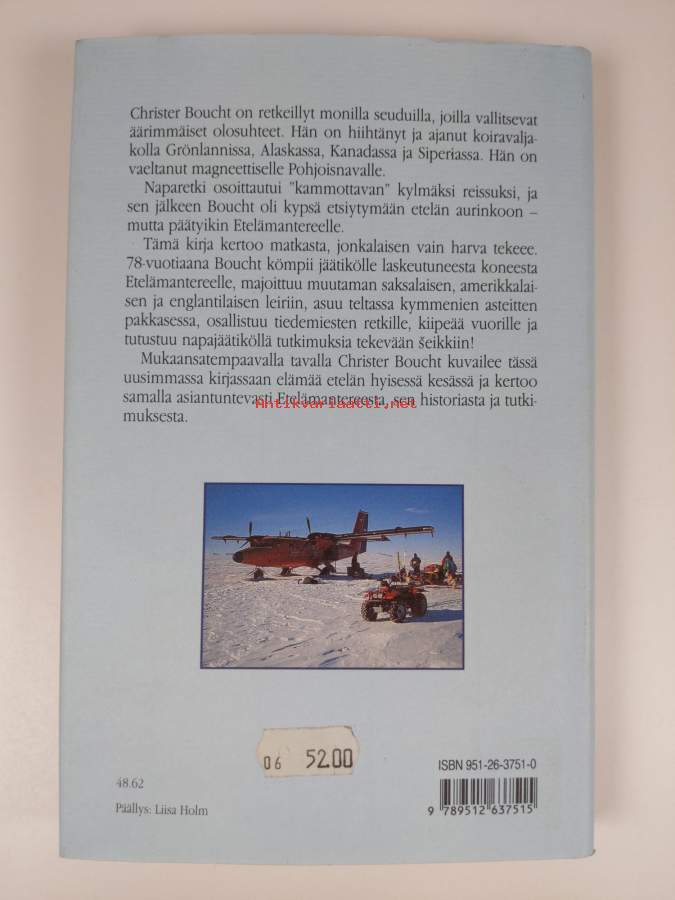 Christer Boucht on retkeillyt monilla seuduilla, joilla vallitsevat
äärimmäiset olosuhteet. Hän on hiihtänyt ja ajanut koiravalja-
kolla Grönlannissa, Alaskassa, Kanadassa ja Siperiassa. Hän on
vaeltanut magneettiselle Pohjoisnavalle.
Naparetki osoittautui "kammottavan" kylmäksi reissuksi, ja
sen jälkeen Boucht oli kypsä etsiytymään etelän aurinkoon –
mutta päätyikin Etelämantereelle.
Tämä kirja kertoo matkasta, jonkalaisen vain harva tekeee.
78-vuotiaana Boucht kömpii jäätikölle laskeutuneesta koneesta
Etelämantereelle, majoittuu muutaman saksalaisen, amerikkalai-
sen ja englantilaisen leiriin, asuu teltassa kymmenien asteitten
pakkasessa, osallistuu tiedemiesten retkille, kiipeää vuorille ja
tutustuu napajäätiköllä tutkimuksia tekevään šeikkiin!
Mukaansatempaavalla tavalla Christer Boucht kuvailee tässä
uusimmassa kirjassaan elämää etelän hyisessä kesässä ja kertoo
samalla asiantuntevasti Etelämantereesta, sen historiasta ja tutki-
muksesta.
Antikvariaatti.net
06 52.00
ISBN 951-26-3751-0
48.62
Päällys: Liisa Holm
9 789512 637515